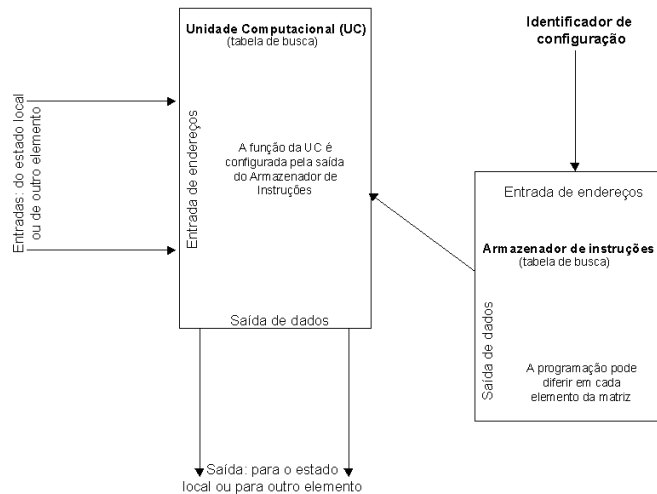 Unidade Computacional (UC)
(tabela de busca)
Entradas: do estado local
ou de outro elemento
Entrada de endereços
A função da UC é
configurada pela saída
do Armazenador de
Instruções
Saída de dados
Saída: para o estado
local ou para outro elemento
Identificador de
configuração
Entrada de endereços
Armazenador de instruções
(tabela de busca)
Saída de dados
A programação pode
diferir em cada
elemento da matriz